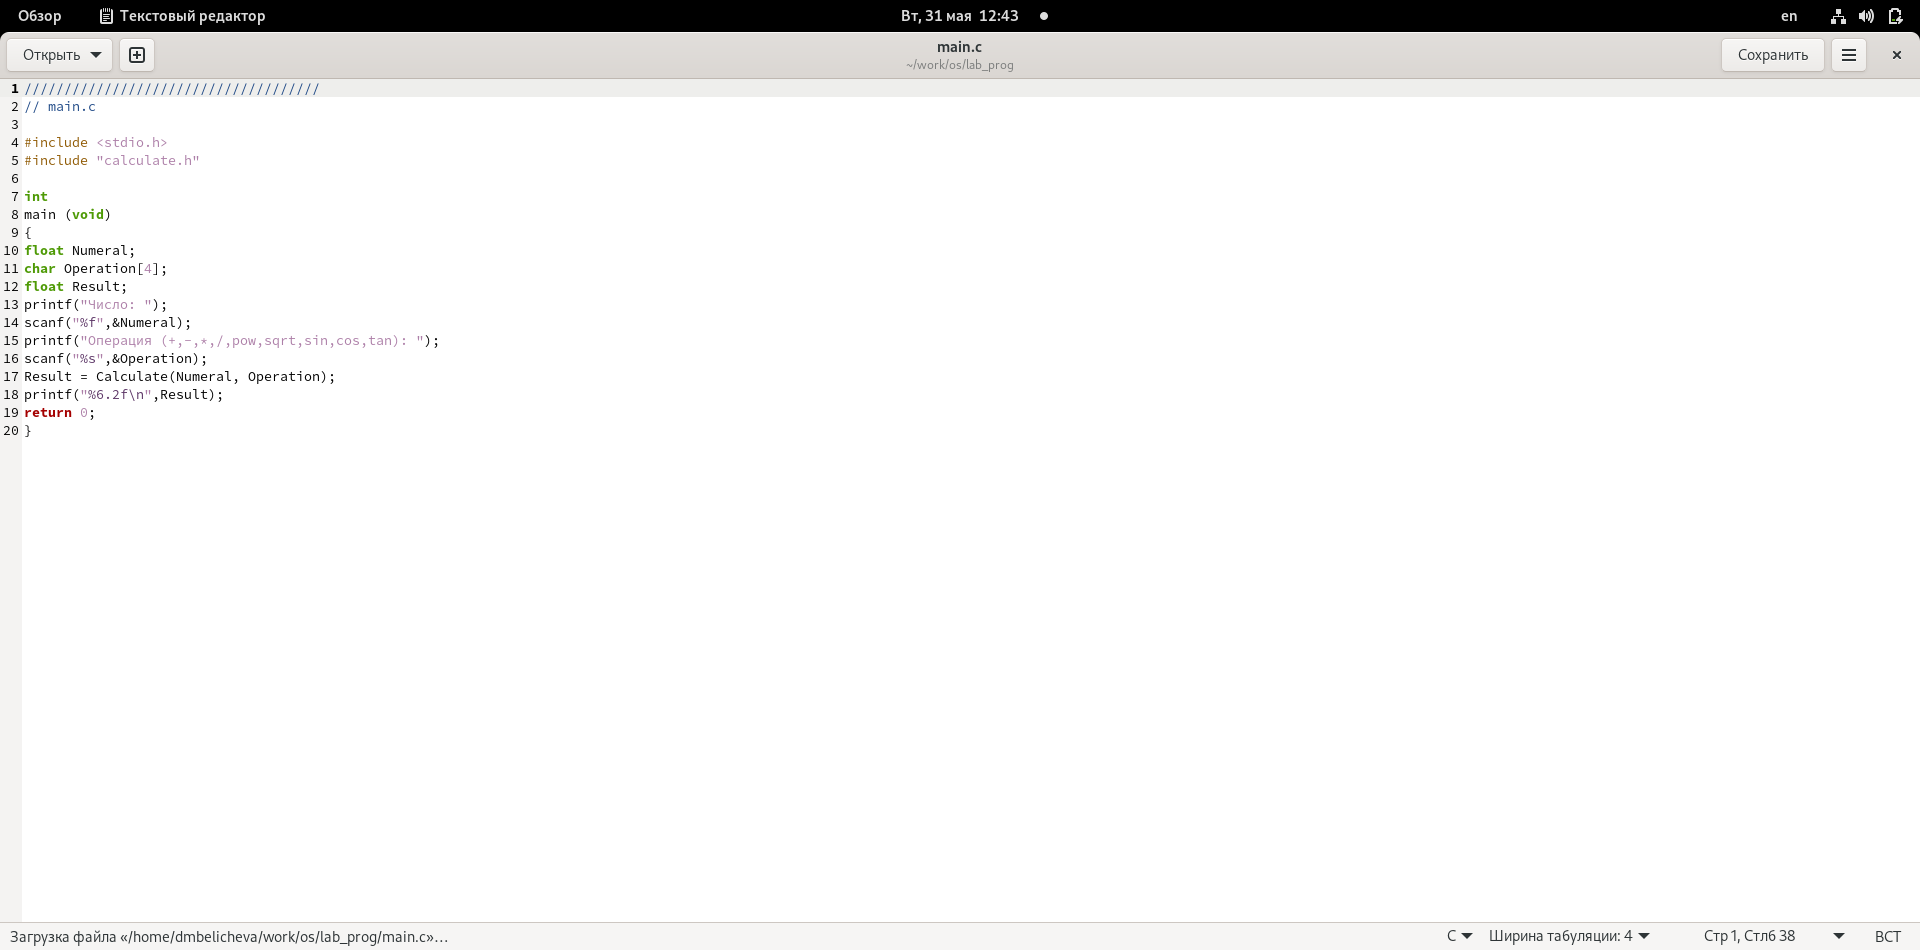 Обзор Текстовый редактор Вт, 31 мая 12:43 en
Открыть main.c Сохранить
~/work/os/lab_prog
1 /////////////////////////////////////
2 // main.c
3
4 #include <stdio.h>
5 #include "calculate.h"
6
7 int
8 main (void)
9 {
10 float Numeral;
11 char Operation[4];
12 float Result;
13 printf("Число: ");
14 scanf("%f",&Numeral);
15 printf("Операция (+,-,*,/,pow,sqrt,sin,cos,tan): ");
16 scanf("%s",&Operation);
17 Result = Calculate(Numeral, Operation);
18 printf("%6.2f\n",Result);
19 return 0;
20 }
Загрузка файла «/home/dmbelicheva/work/os/lab_prog/main.c»… C Ширина табуляции: 4 Стр 1, Стлб 38 ВСТ